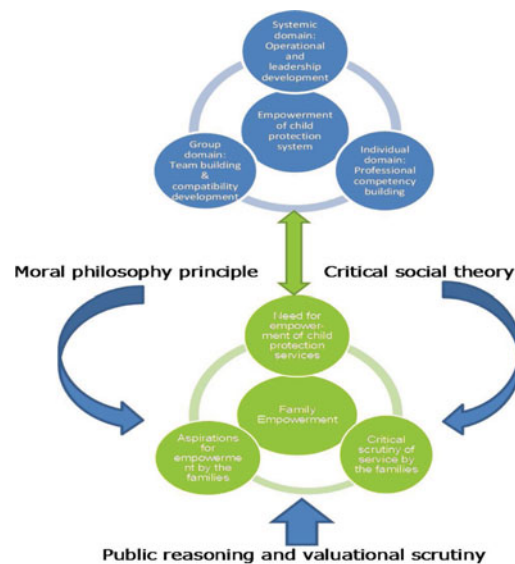 Systemic
domain:
Operational
and
leadership
development
Empowerment
of child
protection
system
Group
domain:
Team building
&
compatibility
development
Individual
domain:
Professional
competency
building
Moral philosophy principle
Critical social theory
Need for
empower-
ment of child
protection
services
Family
Empowerment
Aspirations
for
empowerme
nt by the
families
Critical
scrutiny of
service by
the families
Public reasoning and valuational scrutiny